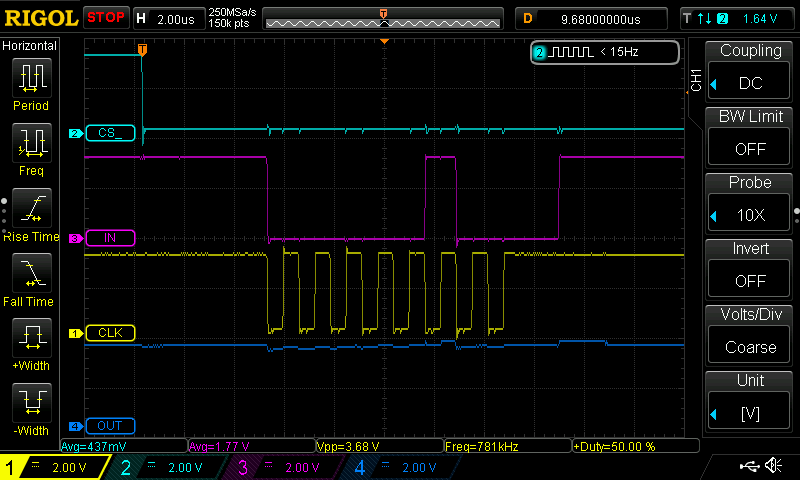 RIGOL STOP H 2.00us 250MSa/s 150k pts D 9.68000000us T 2 1.64 V
T
Horizontal
Period
Freq
Rise Time
Fall Time
+Width
-Width
T
2 < 15Hz
2 CS_
3 IN
1 CLK
4 OUT
CH1
Coupling
DC
BW Limit
OFF
Probe
10X
Invert
OFF
Volts/Div
Coarse
Unit
[V]
Avg=437mV Avg=1.77 V Vpp=3.68 V Freq=781kHz +Duty=50.00 %
1 2.00 V 2 2.00 V 3 2.00 V 4 2.00 V